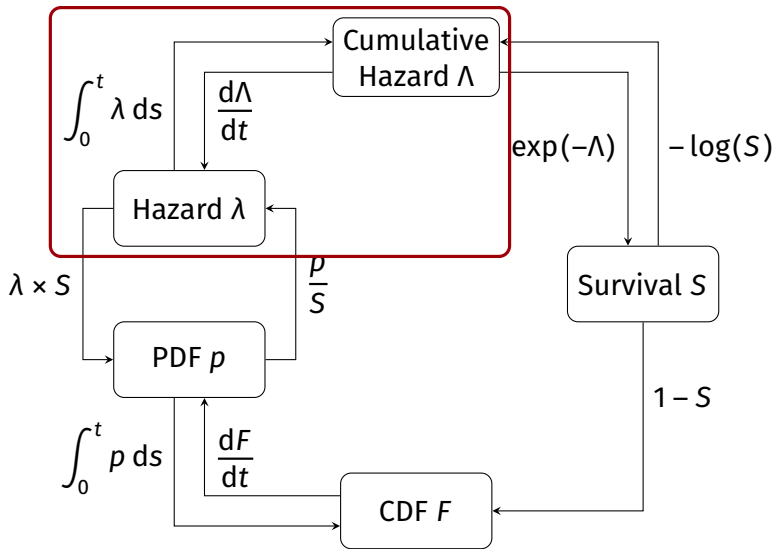 Cumulative
Hazard Λ
∫₀ᵗ λ ds
dΛ
dt
exp(−Λ)
− log(S)
Hazard λ
λ × S
p
S
Survival S
PDF p
1 − S
∫₀ᵗ p ds
dF
dt
CDF F